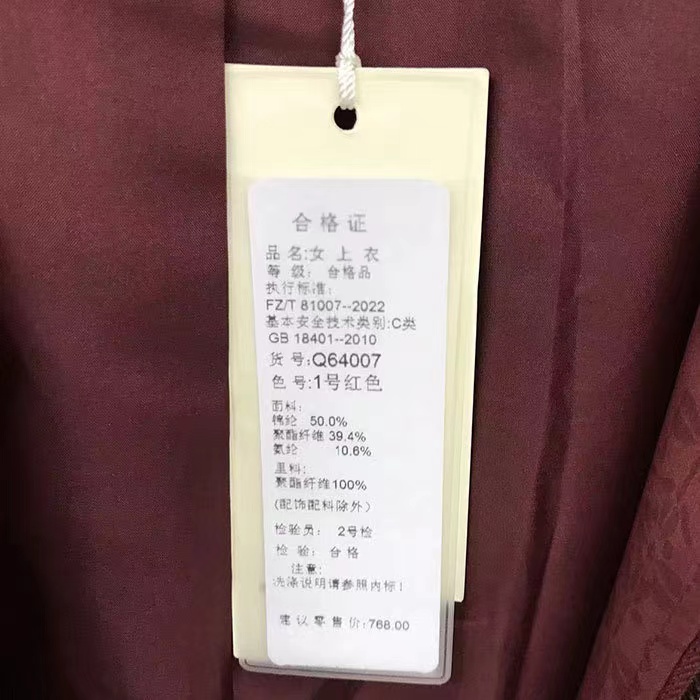 合格证
品名:女上衣
等级：合格品
执行标准：
FZ/T 81007--2022
基本安全技术类别:C类
GB 18401--2010
货号:Q64007
色号:1号红色
面料：
锦纶 50.0%
聚酯纤维 39.4%
氨纶 10.6%
里料：
聚酯纤维100%
(配饰配料除外)
检验员： 2号检
检验：合格
注意：
洗涤说明请参照内标！
建议零售价:768.00